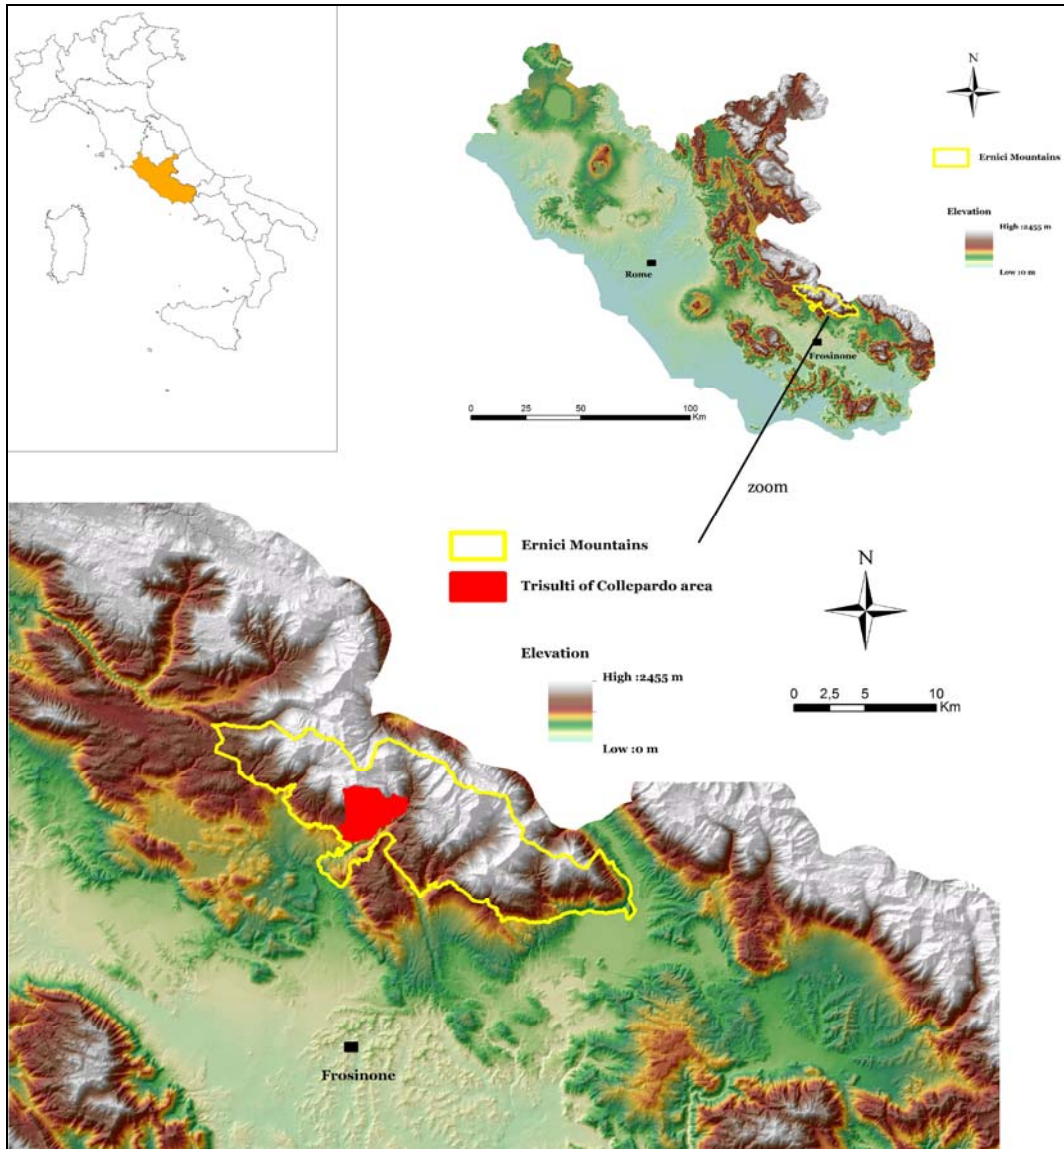 N
Ernici Mountains
Elevation
High :2455 m
Low :0 m
Rome
Frosinone
0 25 50 100
Km
zoom
Ernici Mountains
Trisulti of Collepardo area
N
Elevation
High :2455 m
Low :0 m
0 2,5 5 10
Km
Frosinone